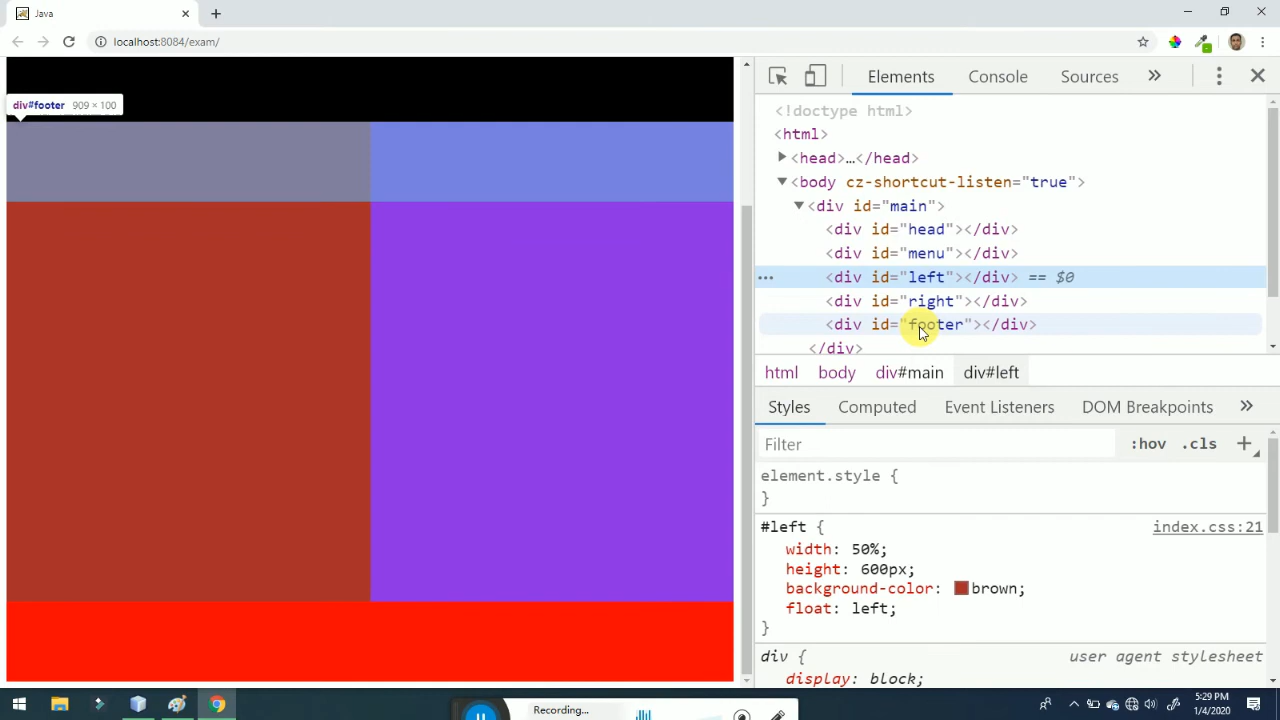 Java
localhost:8084/exam/
div#footer 909 × 100
Elements Console Sources
<!doctype html>
<html>
<head>…</head>
<body cz-shortcut-listen="true">
<div id="main">
<div id="head"></div>
<div id="menu"></div>
<div id="left"></div> == $0
<div id="right"></div>
<div id="footer"></div>
</div>
html body div#main div#left
Styles Computed Event Listeners DOM Breakpoints
Filter :hov .cls
element.style {
}
#left { index.css:21
width: 50%;
height: 600px;
background-color: brown;
float: left;
}
div { user agent stylesheet
display: block;
Recording...
5:29 PM
1/4/2020